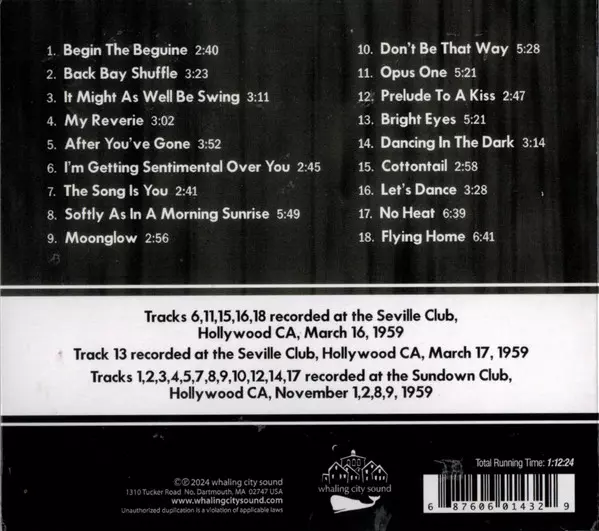 1. Begin The Beguine 2:40
2. Back Bay Shuffle 3:23
3. It Might As Well Be Swing 3:11
4. My Reverie 3:02
5. After You've Gone 3:52
6. I'm Getting Sentimental Over You 2:45
7. The Song Is You 2:41
8. Softly As In A Morning Sunrise 5:49
9. Moonglow 2:56
10. Don't Be That Way 5:28
11. Opus One 5:21
12. Prelude To A Kiss 2:47
13. Bright Eyes 5:21
14. Dancing In The Dark 3:14
15. Cottontail 2:58
16. Let's Dance 3:28
17. No Heat 6:39
18. Flying Home 6:41
Tracks 6,11,15,16,18 recorded at the Seville Club,
Hollywood CA, March 16, 1959
Track 13 recorded at the Seville Club, Hollywood CA, March 17, 1959
Tracks 1,2,3,4,5,7,8,9,10,12,14,17 recorded at the Sundown Club,
Hollywood CA, November 1,2,8,9, 1959
©℗2024 whaling city sound
1310 Tucker Road No. Dartmouth, MA 02747 USA
www.whalingcitysound.com
Unauthorized duplication is a violation of applicable laws
whaling city sound
Total Running Time: 1:12:24
6 87606 01432 9